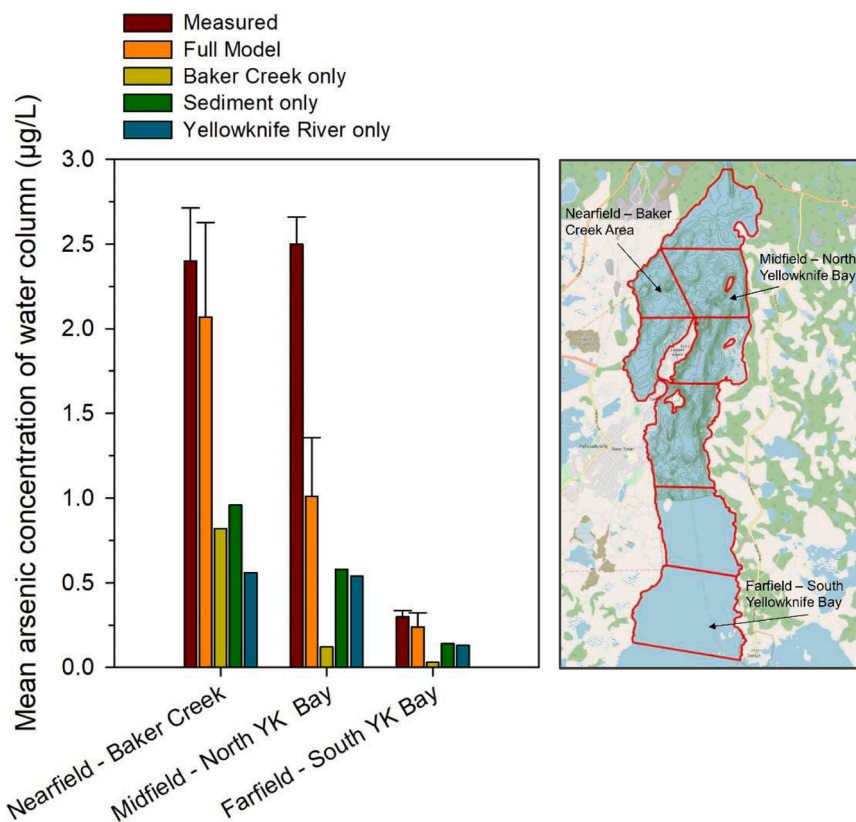 Measured
Full Model
Baker Creek only
Sediment only
Yellowknife River only
Mean arsenic concentration of water column (µg/L)
3.0
2.5
2.0
1.5
1.0
0.5
0.0
Nearfield - Baker Creek
Midfield - North YK Bay
Farfield - South YK Bay
Nearfield – Baker
Creek Area
Midfield – North
Yellowknife Bay
Farfield – South
Yellowknife Bay